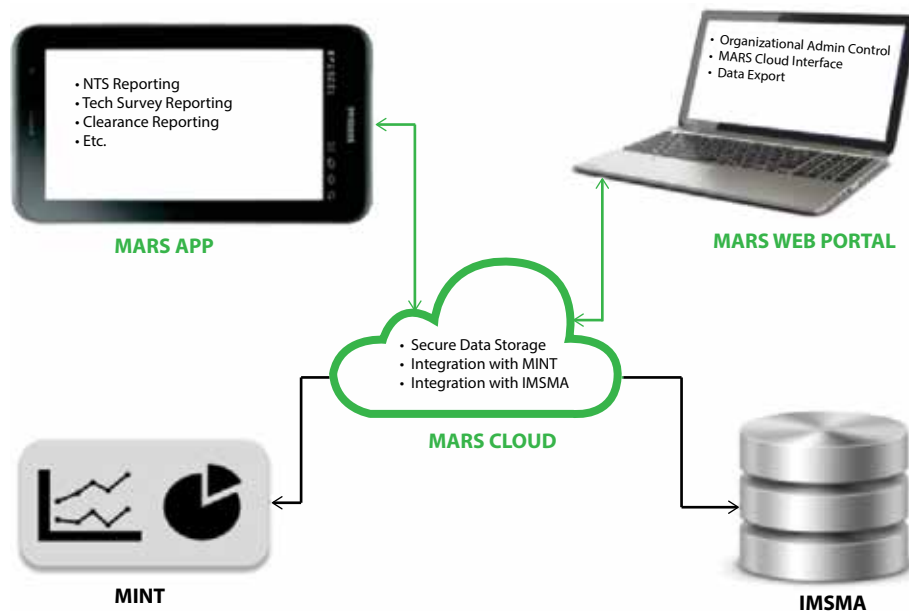 • NTS Reporting
• Tech Survey Reporting
• Clearance Reporting
• Etc.
MARS APP
• Organizational Admin Control
• MARS Cloud Interface
• Data Export
MARS WEB PORTAL
• Secure Data Storage
• Integration with MINT
• Integration with IMSMA
MARS CLOUD
MINT
IMSMA